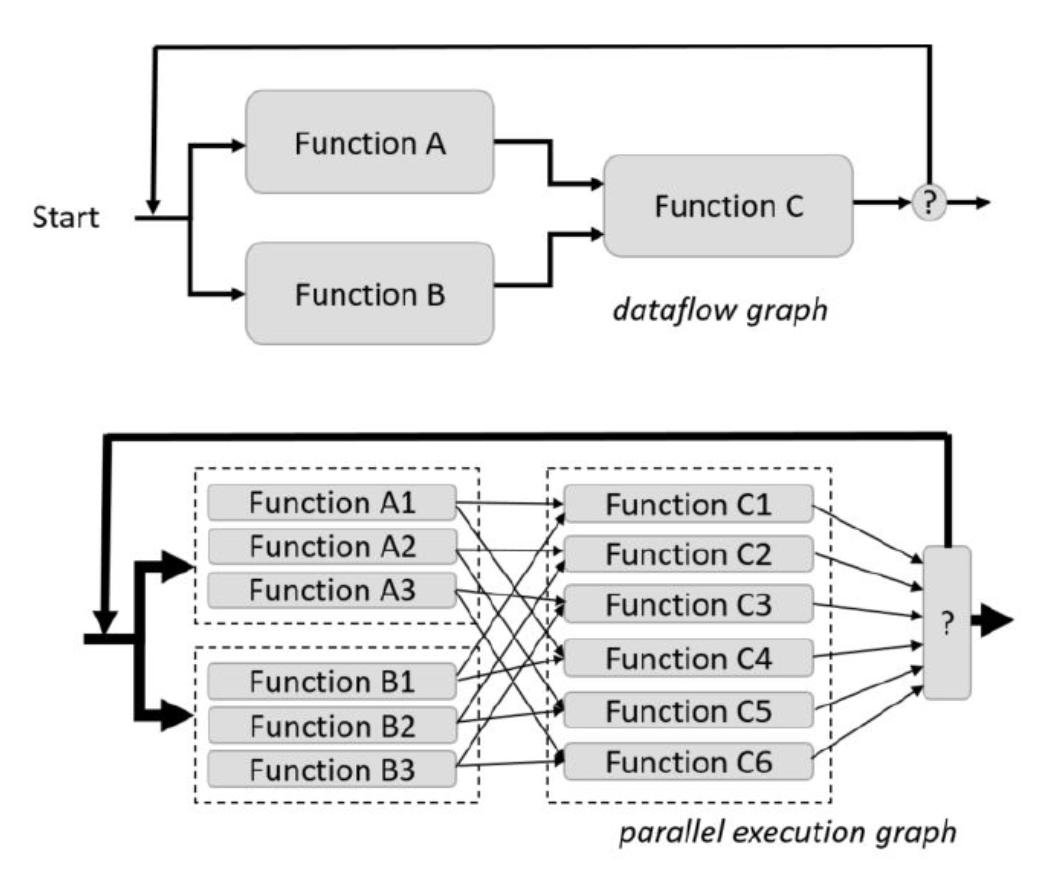 Function A
Start
Function B
Function C
?
dataflow graph
Function A1
Function A2
Function A3
Function B1
Function B2
Function B3
Function C1
Function C2
Function C3
Function C4
Function C5
Function C6
?
parallel execution graph